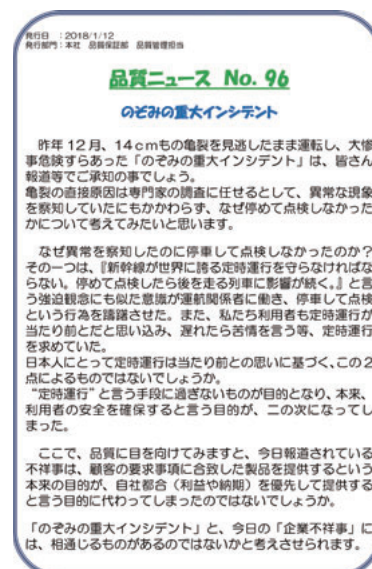 発行日　：2018/1/12
発行部門：本社　品質保証部　品質管理担当
品質ニュース No. 96
のぞみの重大インシデント
昨年12月、14cmもの亀裂を見逃したまま運転し、大惨
事危険すらあった「のぞみの重大インシデント」は、皆さん
報道等でご承知の事でしょう。
亀裂の直接原因は専門家の調査に任せるとして、異常な現象
を察知していたにもかかわらず、なぜ停めて点検しなかった
かについて考えてみたいと思います。
なぜ異常を察知したのに停車して点検しなかったのか？
その一つは、『新幹線が世界に誇る定時運行を守らなければな
らない。停めて点検したら後を走る列車に影響が続く。』と言
う強迫観念にも似た意識が運航関係者に働き、停車して点検
という行為を躊躇させた。また、私たち利用者も定時運行が
当たり前とだと思い込み、遅れたら苦情を言う等、定時運行
を求めていた。
日本人にとって定時運行は当たり前との思いに基づく、この2
点によるものではないでしょうか。
“定時運行”と言う手段に過ぎないものが目的となり、本来、
利用者の安全を確保すると言う目的が、二の次になってし
まった。
ここで、品質に目を向けてみますと、今日報道されている
不祥事は、顧客の要求事項に合致した製品を提供するという
本来の目的が、自社都合（利益や納期）を優先して提供する
と言う目的に代わってしまったのではないでしょうか。
「のぞみの重大インシデント」と、今日の「企業不祥事」に
は、相通じるものがあるのではないかと考えさせられます。